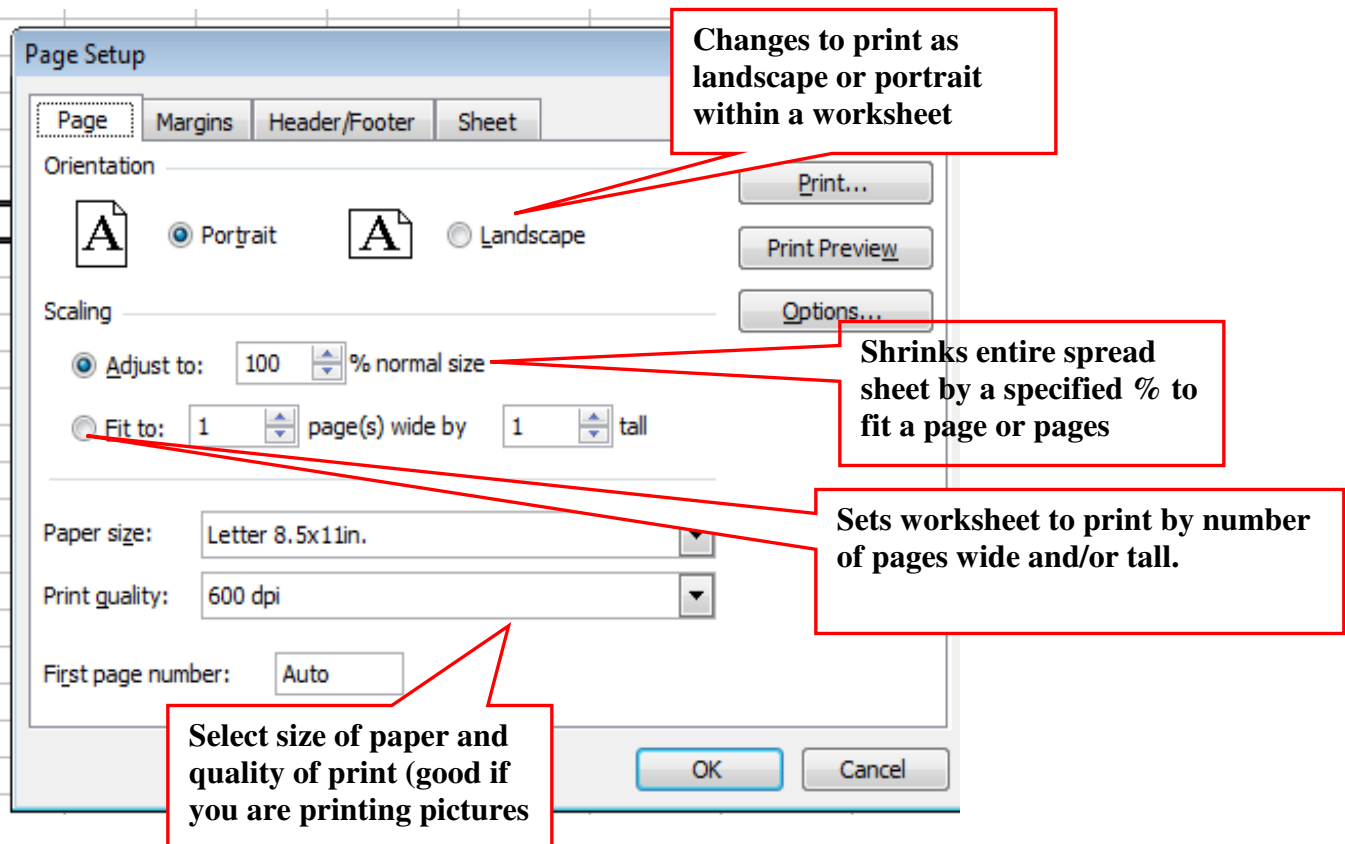 Page Setup
Changes to print as
landscape or portrait
within a worksheet
Page Margins Header/Footer Sheet
Orientation
Print...
A Portrait A Landscape
Print Preview
Scaling
Options...
Adjust to: 100 % normal size
Shrinks entire spread
sheet by a specified % to
fit a page or pages
Fit to: 1 page(s) wide by 1 tall
Sets worksheet to print by number
of pages wide and/or tall.
Paper size: Letter 8.5x11in.
Print quality: 600 dpi
First page number: Auto
Select size of paper and
quality of print (good if
you are printing pictures
OK Cancel